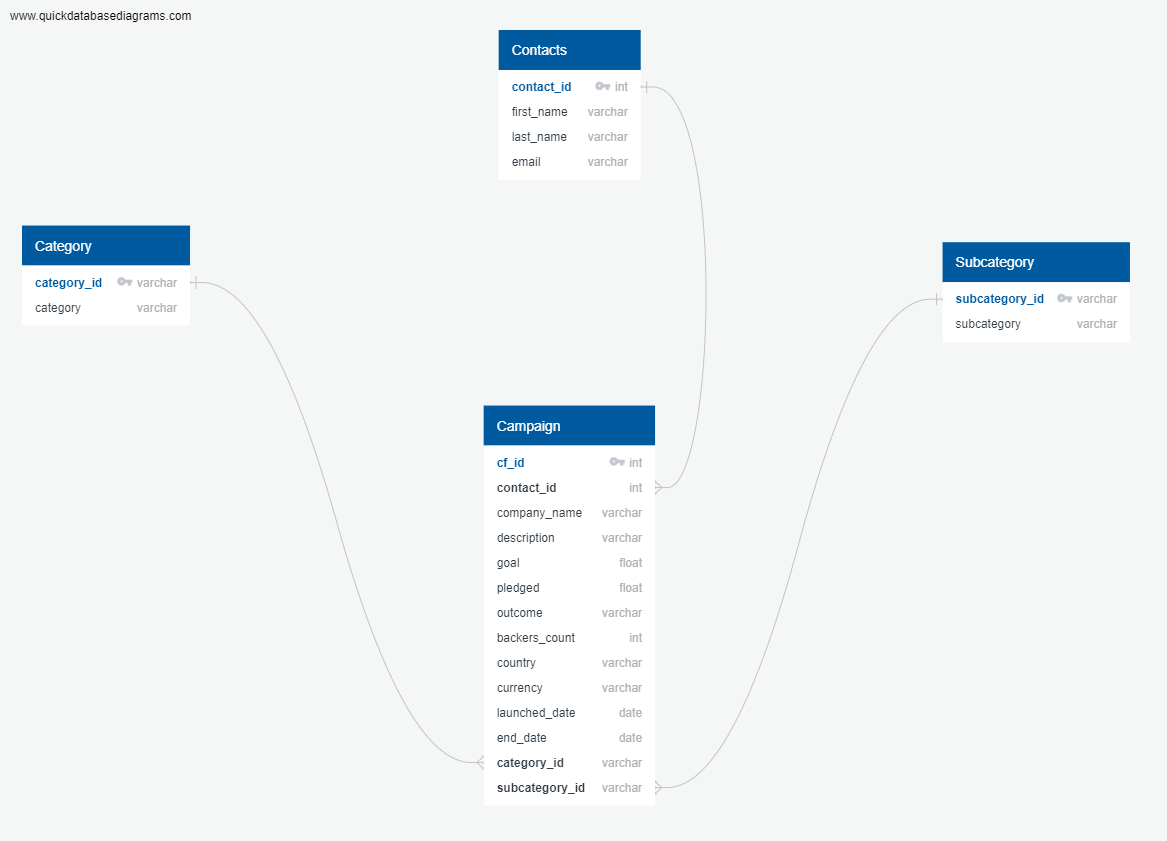 www.quickdatabasediagrams.com
Contacts
contact_id int
first_name varchar
last_name varchar
email varchar
Category
category_id varchar
category varchar
Subcategory
subcategory_id varchar
subcategory varchar
Campaign
cf_id int
contact_id int
company_name varchar
description varchar
goal float
pledged float
outcome varchar
backers_count int
country varchar
currency varchar
launched_date date
end_date date
category_id varchar
subcategory_id varchar